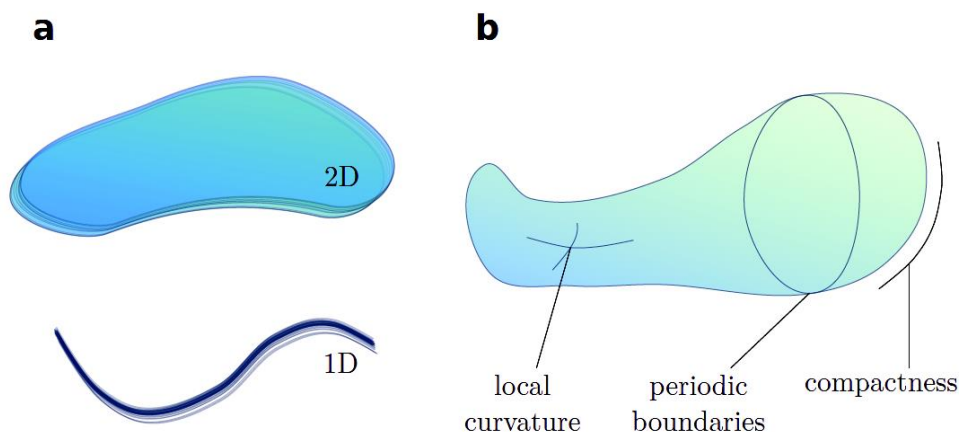 a
b
2D
1D
local
curvature
periodic
boundaries
compactness